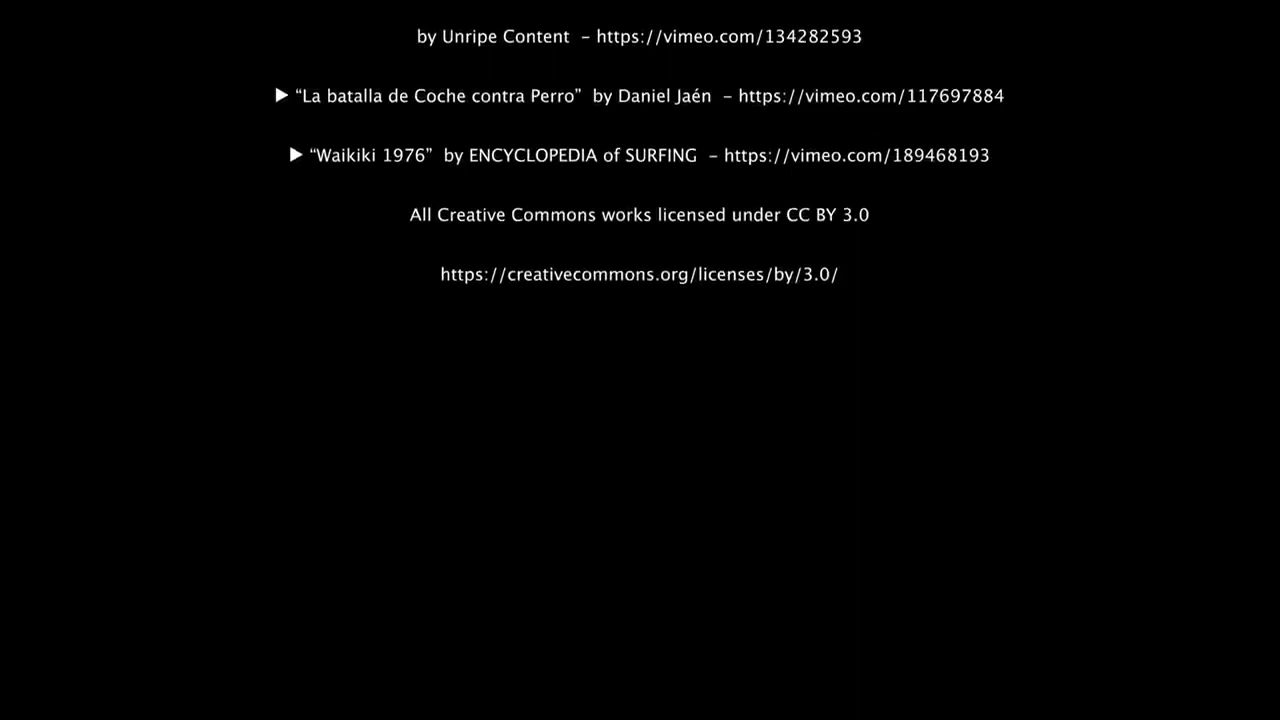 by Unripe Content – https://vimeo.com/134282593
▶ “La batalla de Coche contra Perro” by Daniel Jaén – https://vimeo.com/117697884
▶ “Waikiki 1976” by ENCYCLOPEDIA of SURFING – https://vimeo.com/189468193
All Creative Commons works licensed under CC BY 3.0
https://creativecommons.org/licenses/by/3.0/